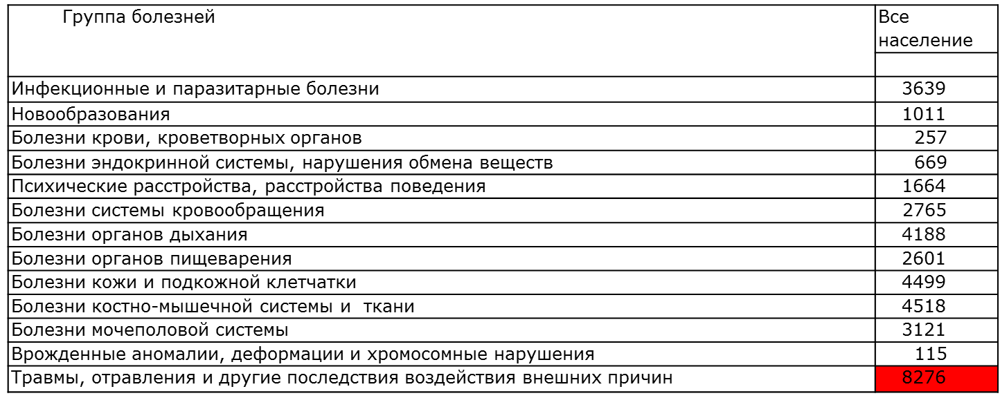 Группа болезней
Все
население
Инфекционные и паразитарные болезни 3639
Новообразования 1011
Болезни крови, кроветворных органов 257
Болезни эндокринной системы, нарушения обмена веществ 669
Психические расстройства, расстройства поведения 1664
Болезни системы кровообращения 2765
Болезни органов дыхания 4188
Болезни органов пищеварения 2601
Болезни кожи и подкожной клетчатки 4499
Болезни костно-мышечной системы и ткани 4518
Болезни мочеполовой системы 3121
Врожденные аномалии, деформации и хромосомные нарушения 115
Травмы, отравления и другие последствия воздействия внешних причин 8276